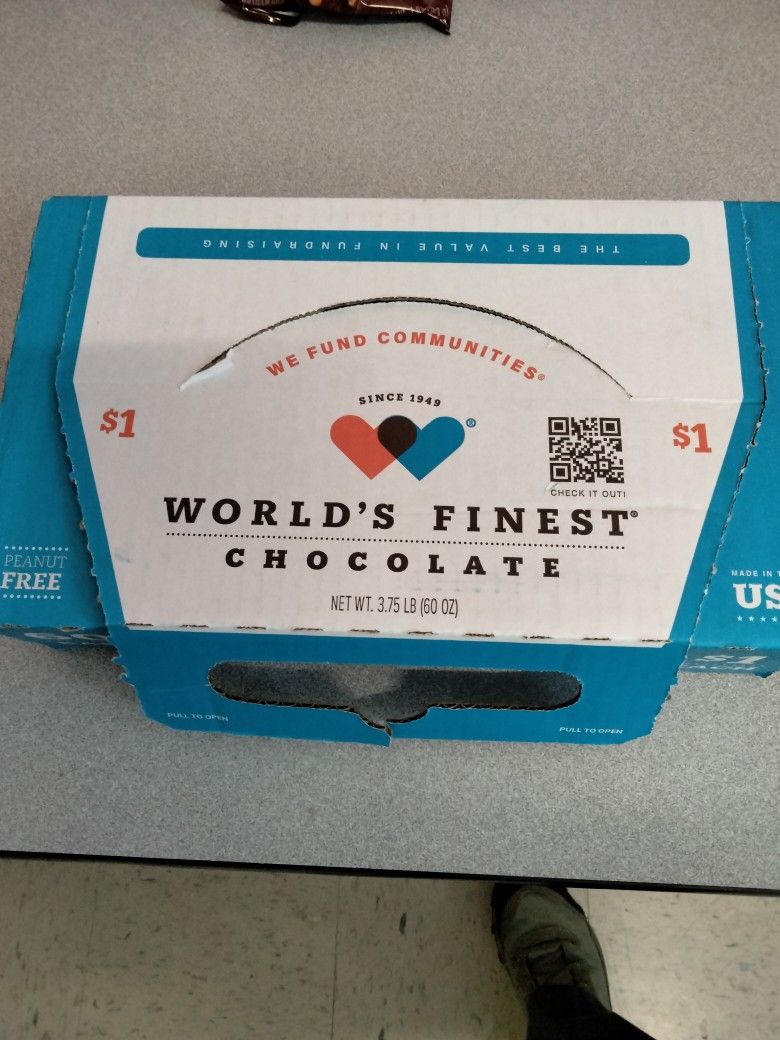 THE BEST VALUE IN FUNDRAISING
WE FUND COMMUNITIES®
$1
SINCE 1949
®
$1
CHECK IT OUT!
WORLD'S FINEST®
CHOCOLATE
PEANUT
FREE
MADE IN
US
NET WT. 3.75 LB (60 OZ)
$1
PULL TO OPEN
PULL TO OPEN